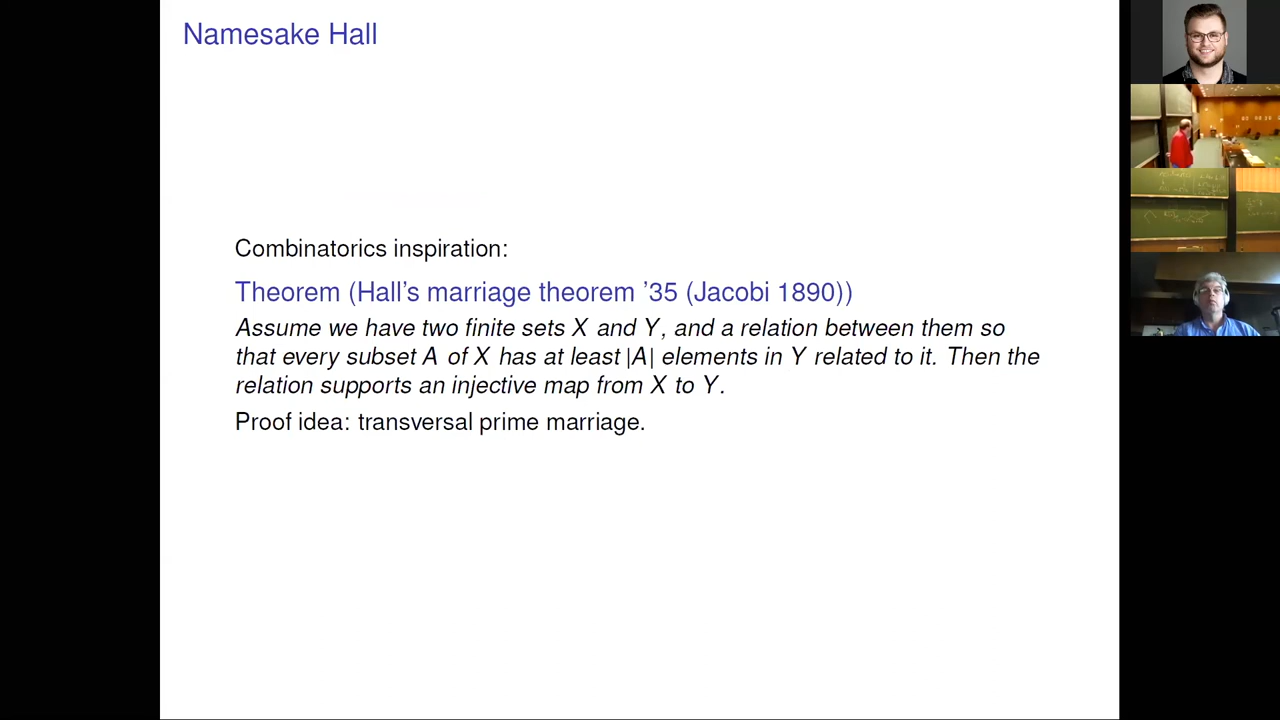 Namesake Hall
Combinatorics inspiration:
Theorem (Hall's marriage theorem '35 (Jacobi 1890))
Assume we have two finite sets X and Y, and a relation between them so
that every subset A of X has at least |A| elements in Y related to it. Then the
relation supports an injective map from X to Y.
Proof idea: transversal prime marriage.